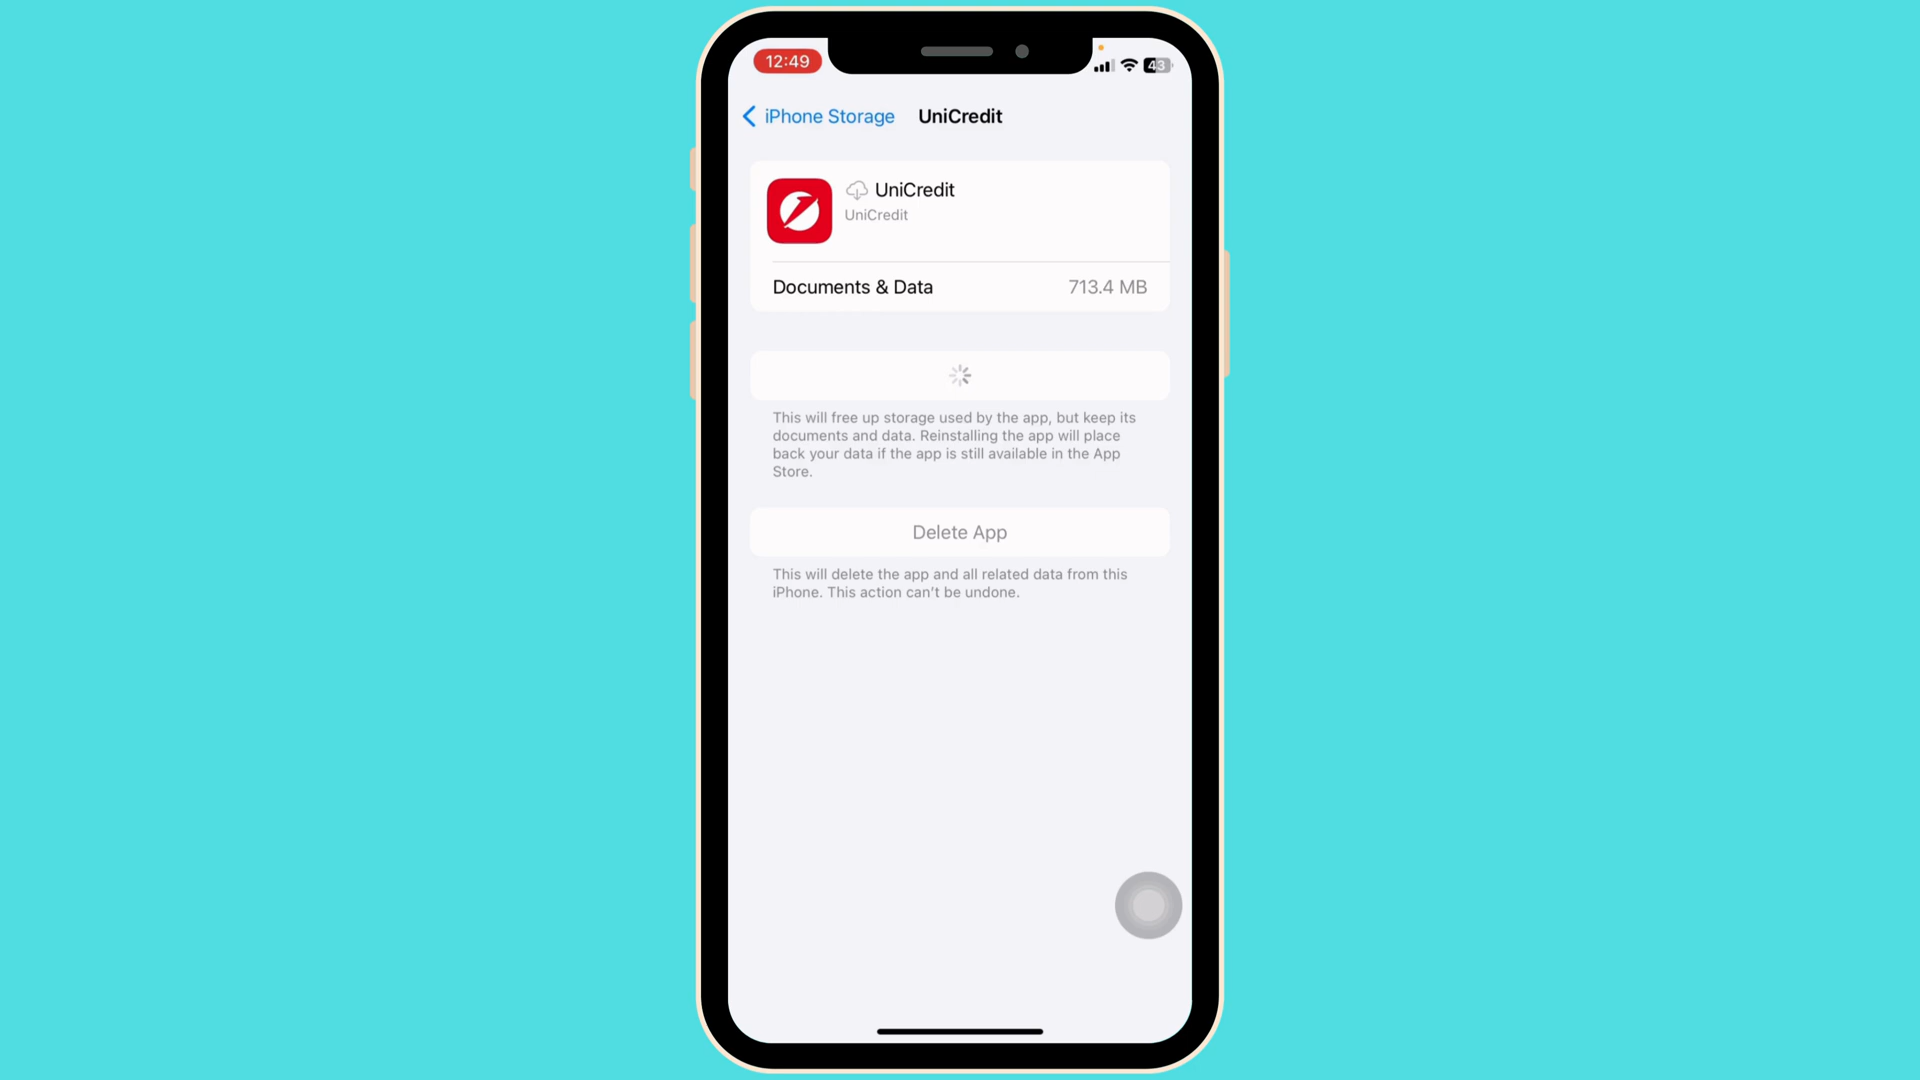 12:49
43
iPhone Storage UniCredit
UniCredit
UniCredit
Documents & Data 713.4 MB
This will free up storage used by the app, but keep its
documents and data. Reinstalling the app will place
back your data if the app is still available in the App
Store.
Delete App
This will delete the app and all related data from this
iPhone. This action can’t be undone.